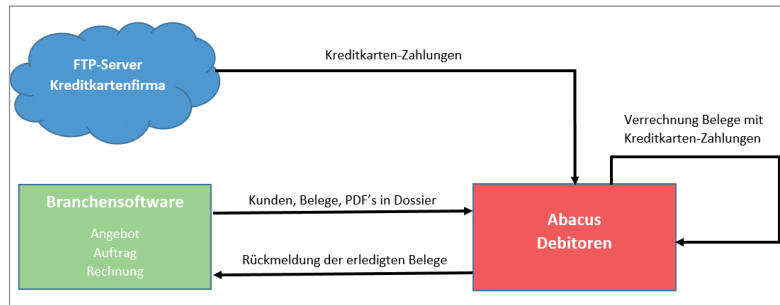 FTP-Server
Kreditkartenfirma
Kreditkarten-Zahlungen
Verrechnung Belege mit
Kreditkarten-Zahlungen
Branchensoftware
Angebot
Auftrag
Rechnung
Kunden, Belege, PDF's in Dossier
Rückmeldung der erledigten Belege
Abacus
Debitoren